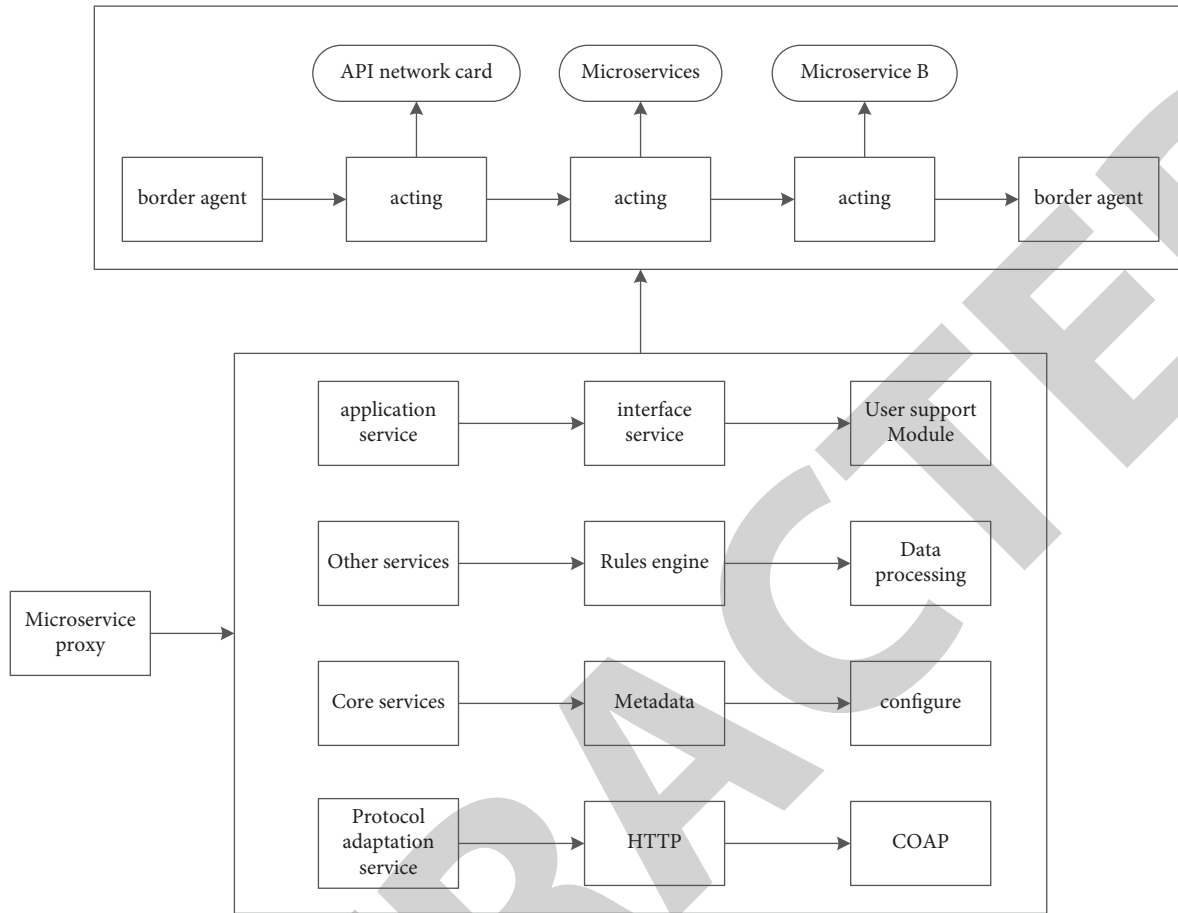 API network card
Microservices
Microservice B
border agent
acting
acting
acting
border agent
application
service
interface
service
User support
Module
Other services
Rules engine
Data
processing
Microservice
proxy
Core services
Metadata
configure
Protocol
adaptation
service
HTTP
COAP
RACTE